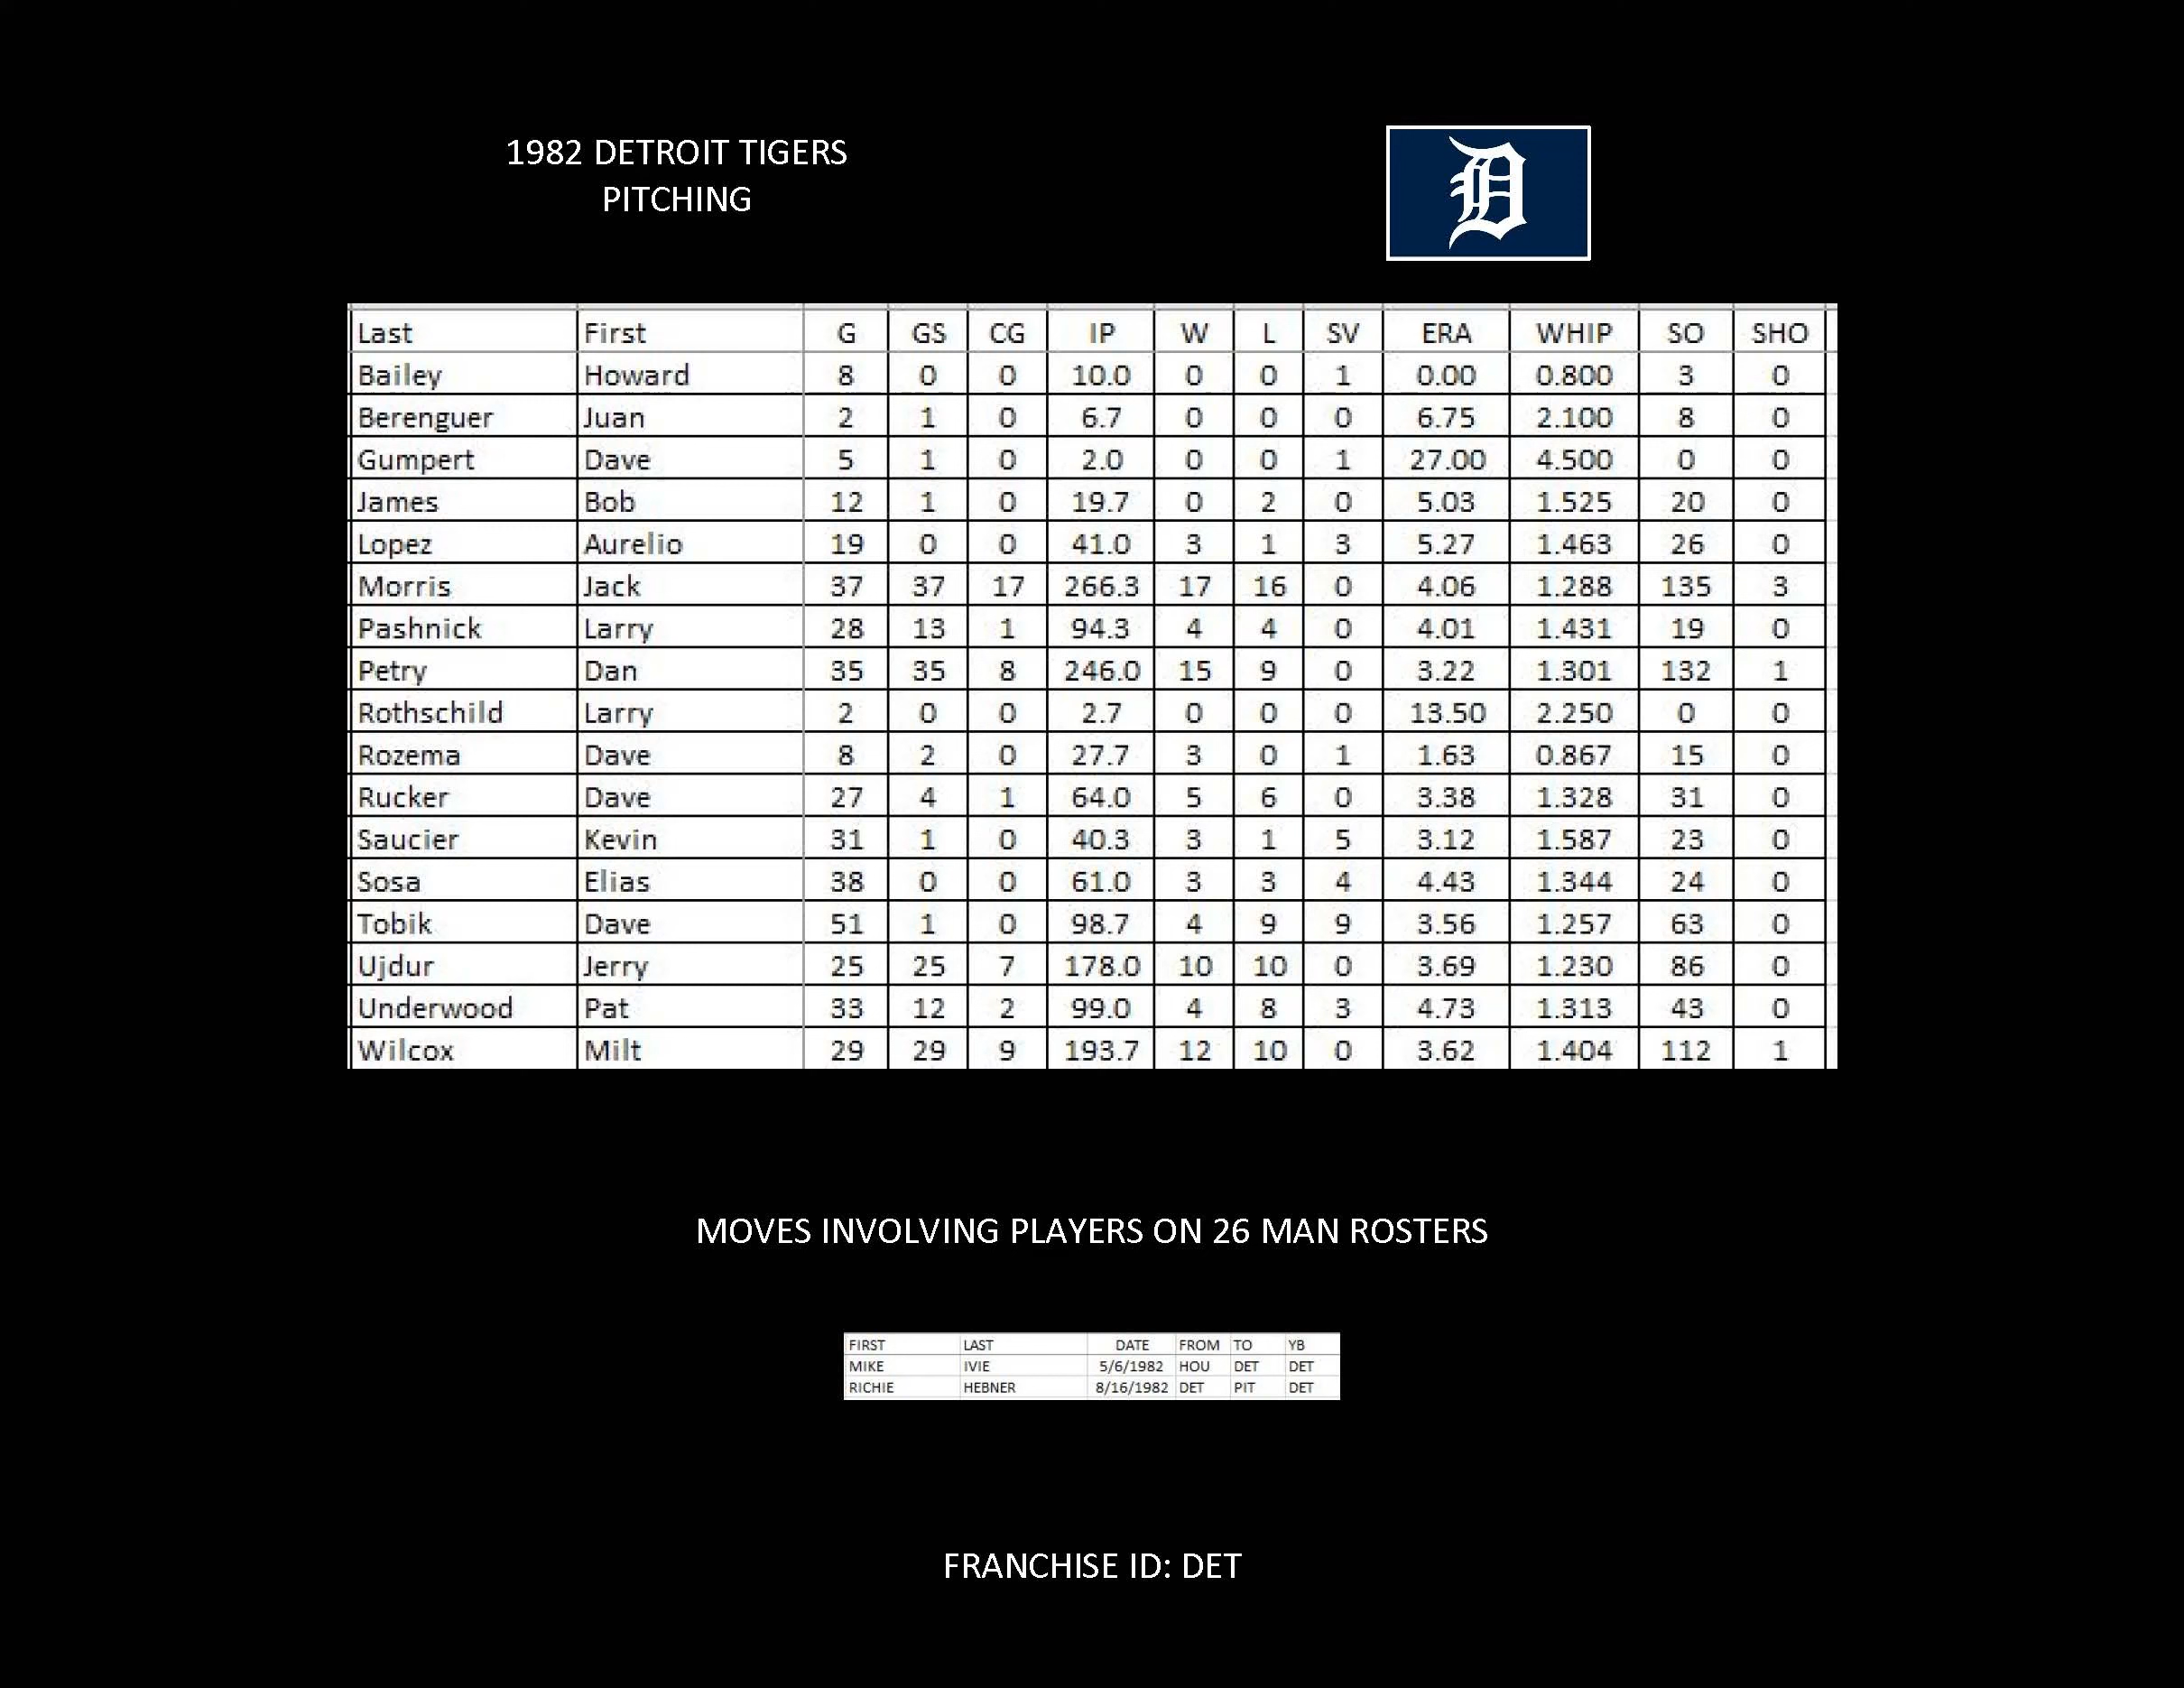 1982 DETROIT TIGERS
PITCHING
D
Last First G GS CG IP W L SV ERA WHIP SO SHO
Bailey Howard 8 0 0 10.0 0 0 1 0.00 0.800 3 0
Berenguer Juan 2 1 0 6.7 0 0 0 6.75 2.100 8 0
Gumpert Dave 5 1 0 2.0 0 0 1 27.00 4.500 0 0
James Bob 12 1 0 19.7 0 2 0 5.03 1.525 20 0
Lopez Aurelio 19 0 0 41.0 3 1 3 5.27 1.463 26 0
Morris Jack 37 37 17 266.3 17 16 0 4.06 1.288 135 3
Pashnick Larry 28 13 1 94.3 4 4 0 4.01 1.431 19 0
Petry Dan 35 35 8 246.0 15 9 0 3.22 1.301 132 1
Rothschild Larry 2 0 0 2.7 0 0 0 13.50 2.250 0 0
Rozema Dave 8 2 0 27.7 3 0 1 1.63 0.867 15 0
Rucker Dave 27 4 1 64.0 5 6 0 3.38 1.328 31 0
Saucier Kevin 31 1 0 40.3 3 1 5 3.12 1.587 23 0
Sosa Elias 38 0 0 61.0 3 3 4 4.43 1.344 24 0
Tobik Dave 51 1 0 98.7 4 9 9 3.56 1.257 63 0
Ujdur Jerry 25 25 7 178.0 10 10 0 3.69 1.230 86 0
Underwood Pat 33 12 2 99.0 4 8 3 4.73 1.313 43 0
Wilcox Milt 29 29 9 193.7 12 10 0 3.62 1.404 112 1
MOVES INVOLVING PLAYERS ON 26 MAN ROSTERS
FIRST LAST DATE FROM TO YB
MIKE IVIE 5/6/1982 HOU DET DET
RICHIE HEBNER 8/16/1982 DET PIT DET
FRANCHISE ID: DET